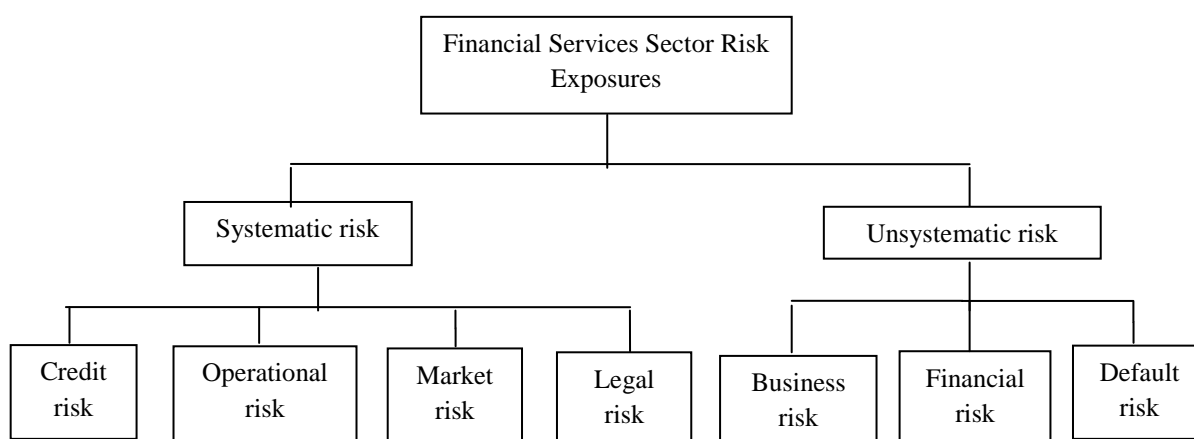 Financial Services Sector Risk
Exposures
Systematic risk
Unsystematic risk
Credit
risk
Operational
risk
Market
risk
Legal
risk
Business
risk
Financial
risk
Default
risk